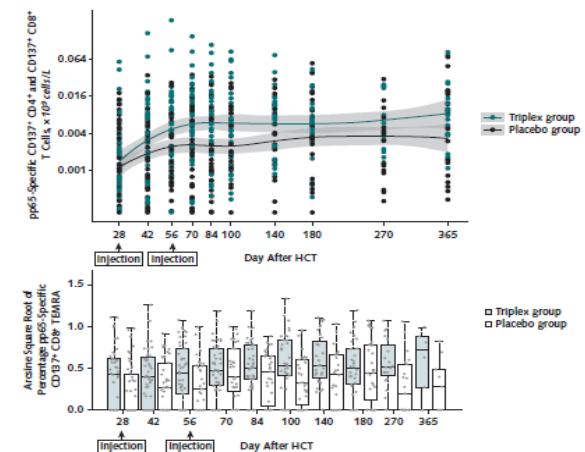 pp65-Specific CD137⁺ CD4⁺ and CD137⁺ CD8⁺
T Cells, ×10⁹ cells/L
0.064
0.016
0.004
0.001
28 42 56 70 84 100 140 180 270 365
Injection Injection Day After HCT
Triplex group
Placebo group
Arcsine Square Root of
Percentage pp65-Specific
CD137⁺ CD8⁺ TEMRA
1.5
1.0
0.5
0.0
28 42 56 70 84 100 140 180 270 365
Injection Injection Day After HCT
Triplex group
Placebo group